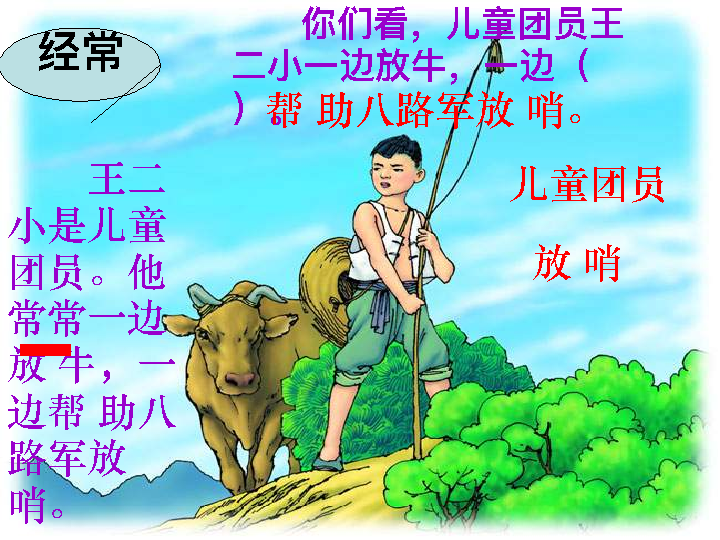 经常
你们看，儿童团员王
二小一边放牛，一边（
）。帮 助八路军放 哨。
儿童团员
放 哨
王二
小是儿童
团员。他
常常一边
放 牛，一
边帮 助八
路军放
哨。